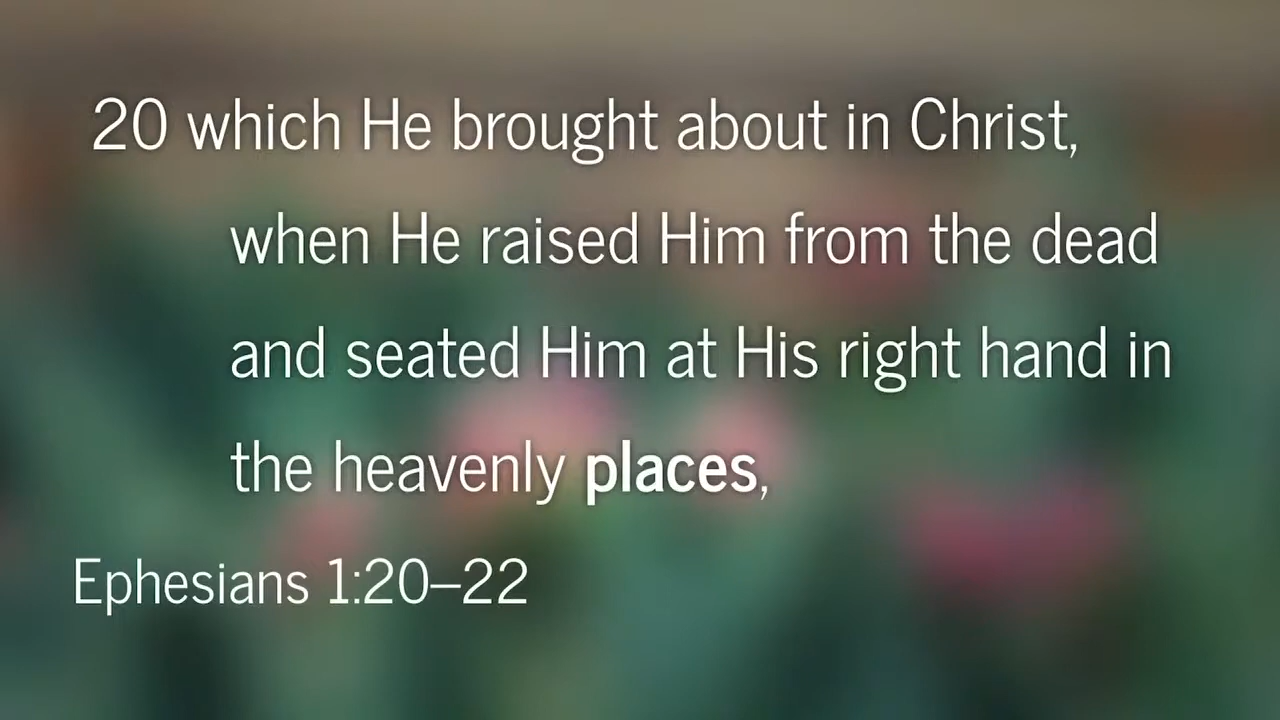 20 which He brought about in Christ,
when He raised Him from the dead
and seated Him at His right hand in
the heavenly places,
Ephesians 1:20–22